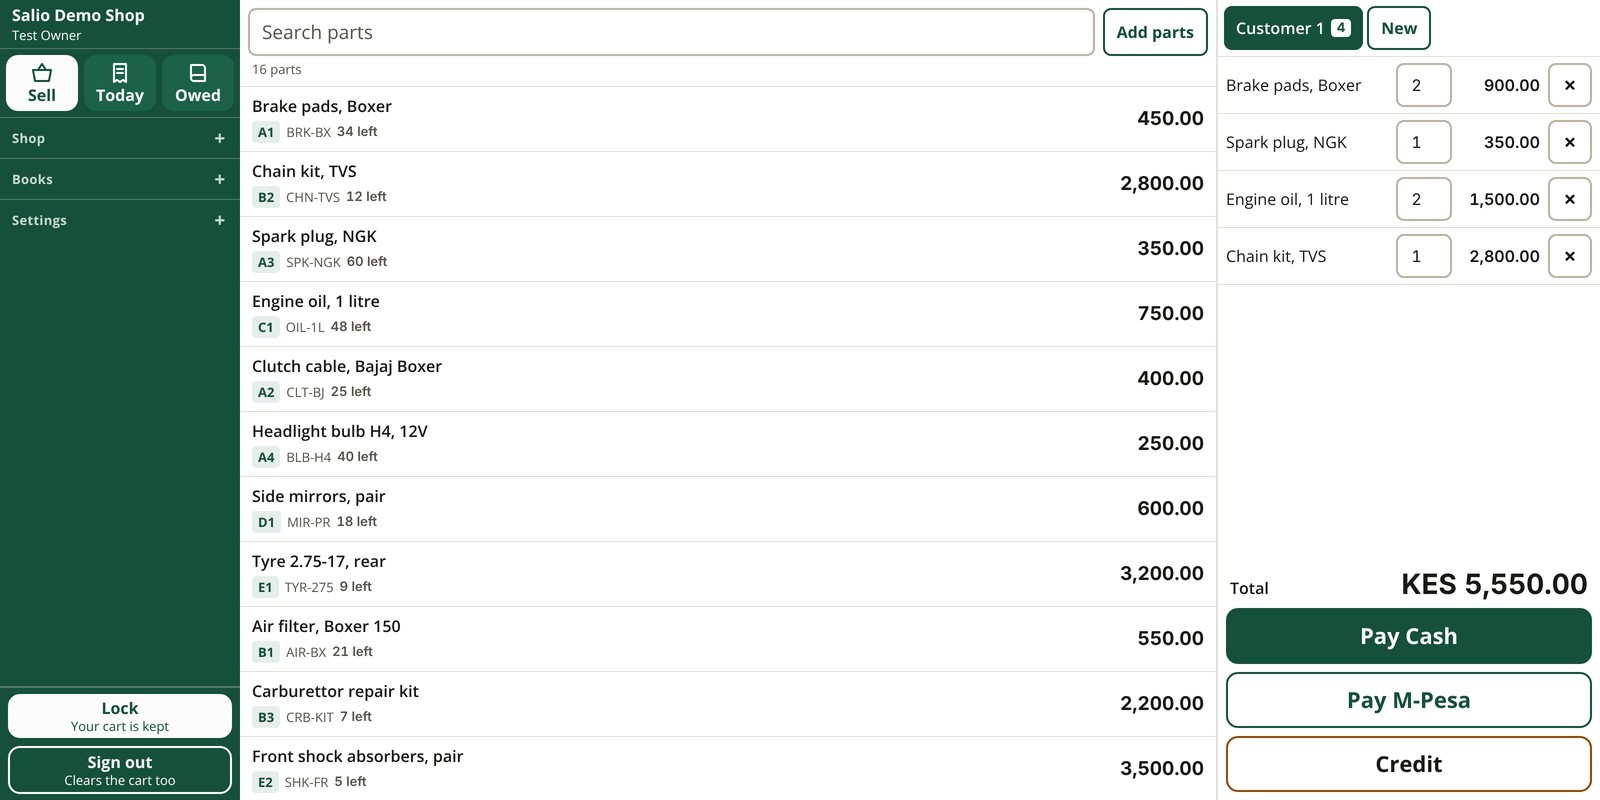 Salio Demo Shop
Test Owner
Sell
Today
Owed
Shop +
Books +
Settings +
Lock
Your cart is kept
Sign out
Clears the cart too
Search parts
Add parts
16 parts
Brake pads, Boxer
A1 BRK-BX 34 left
450.00
Chain kit, TVS
B2 CHN-TVS 12 left
2,800.00
Spark plug, NGK
A3 SPK-NGK 60 left
350.00
Engine oil, 1 litre
C1 OIL-1L 48 left
750.00
Clutch cable, Bajaj Boxer
A2 CLT-BJ 25 left
400.00
Headlight bulb H4, 12V
A4 BLB-H4 40 left
250.00
Side mirrors, pair
D1 MIR-PR 18 left
600.00
Tyre 2.75-17, rear
E1 TYR-275 9 left
3,200.00
Air filter, Boxer 150
B1 AIR-BX 21 left
550.00
Carburettor repair kit
B3 CRB-KIT 7 left
2,200.00
Front shock absorbers, pair
E2 SHK-FR 5 left
3,500.00
Customer 1 4
New
Brake pads, Boxer 2 900.00 ×
Spark plug, NGK 1 350.00 ×
Engine oil, 1 litre 2 1,500.00 ×
Chain kit, TVS 1 2,800.00 ×
Total KES 5,550.00
Pay Cash
Pay M-Pesa
Credit